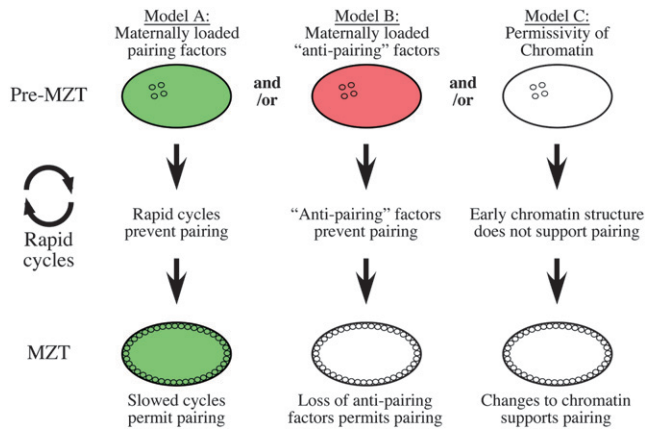 Model A:
Maternally loaded
pairing factors
Model B:
Maternally loaded
“anti-pairing” factors
Model C:
Permissivity of
Chromatin
Pre-MZT
and
/or
and
/or
Rapid
cycles
Rapid cycles
prevent pairing
“Anti-pairing” factors
prevent pairing
Early chromatin structure
does not support pairing
MZT
Slowed cycles
permit pairing
Loss of anti-pairing
factors permits pairing
Changes to chromatin
supports pairing